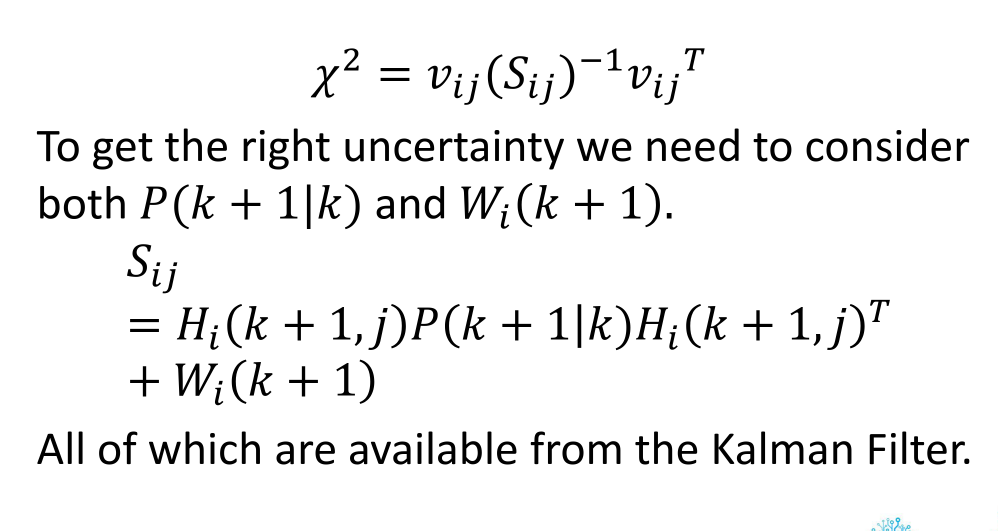 χ² = v_{ij}(S_{ij})^{−1}v_{ij}^T
To get the right uncertainty we need to consider
both P(k + 1|k) and W_i(k + 1).
S_{ij}
= H_i(k + 1, j)P(k + 1|k)H_i(k + 1, j)^T
+ W_i(k + 1)
All of which are available from the Kalman Filter.